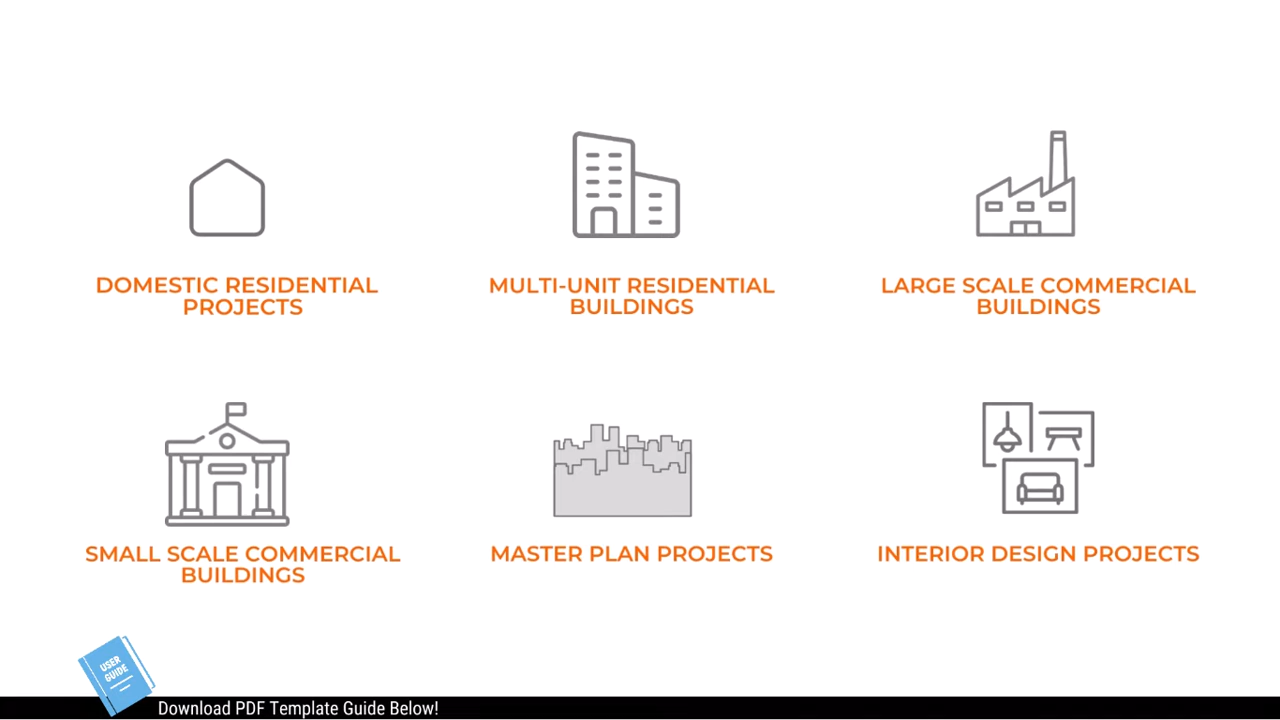 DOMESTIC RESIDENTIAL
PROJECTS
MULTI-UNIT RESIDENTIAL
BUILDINGS
LARGE SCALE COMMERCIAL
BUILDINGS
SMALL SCALE COMMERCIAL
BUILDINGS
MASTER PLAN PROJECTS
INTERIOR DESIGN PROJECTS
USER
GUIDE
Download PDF Template Guide Below!